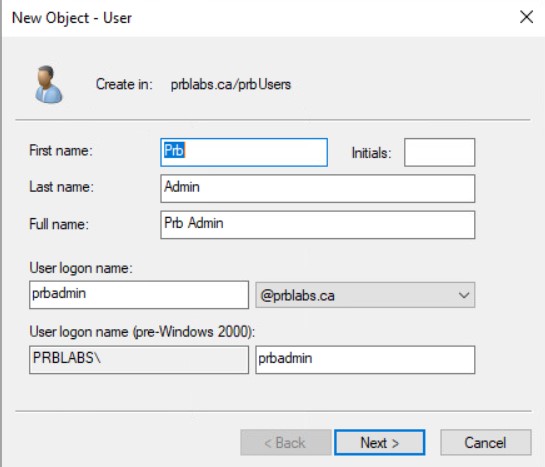 New Object - User
Create in: prblabs.ca/prbUsers
First name: Prb Initials:
Last name: Admin
Full name: Prb Admin
User logon name:
prbadmin @prblabs.ca
User logon name (pre-Windows 2000):
PRBLABS\ prbadmin
< Back Next > Cancel